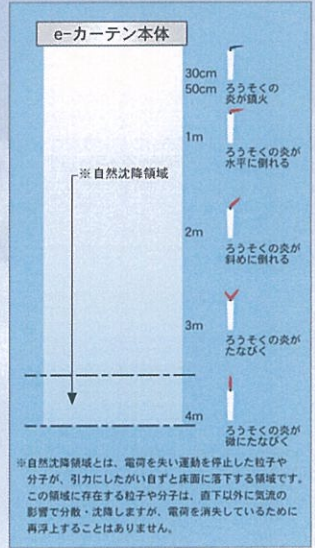 e-カーテン本体
30cm
50cm
ろうそくの
炎が鎮火
1m
ろうそくの炎が
水平に倒れる
※自然沈降領域
2m
ろうそくの炎が
斜めに倒れる
3m
ろうそくの炎が
たなびく
4m
ろうそくの炎が
微にたなびく
※自然沈降領域とは、電荷を失い運動を停止した粒子や
分子が、引力にしたがい自ずと床面に落下する領域です。
この領域に存在する粒子や分子は、直下以外に気流の
影響で分散・沈降しますが、電荷を消失しているために
再浮上することはありません。